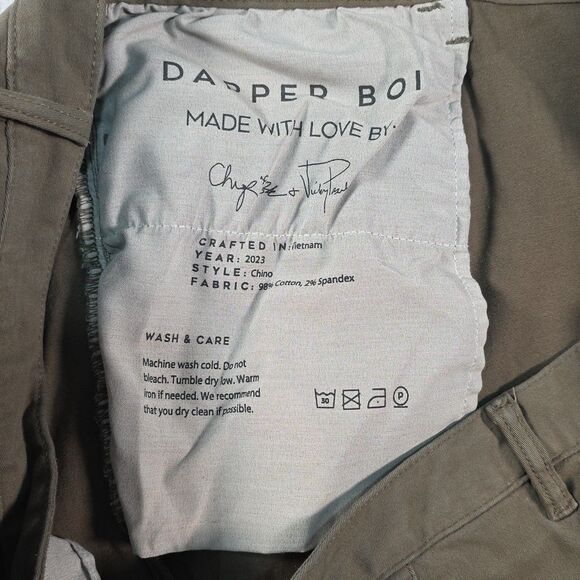 DAPPER BOI
MADE WITH LOVE BY:
CRAFTED IN: Vietnam
YEAR: 2023
STYLE: Chino
FABRIC: 98% Cotton, 2% Spandex
WASH & CARE
Machine wash cold. Do not
bleach. Tumble dry low. Warm
iron if needed. We recommend
that you dry clean if possible.
30
P